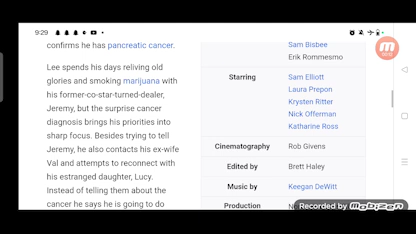 9:29
confirms he has pancreatic cancer.
Lee spends his days reliving old
glories and smoking marijuana with
his former-co-star-turned-dealer,
Jeremy, but the surprise cancer
diagnosis brings his priorities into
sharp focus. Besides trying to tell
Jeremy, he also contacts his ex-wife
Val and attempts to reconnect with
his estranged daughter, Lucy.
Instead of telling them about the
cancer he says he is going to do
Sam Bisbee
Erik Rommesmo
Starring
Sam Elliott
Laura Prepon
Krysten Ritter
Nick Offerman
Katharine Ross
Cinematography Rob Givens
Edited by Brett Haley
Music by Keegan DeWitt
Production
Recorded by Mobizen